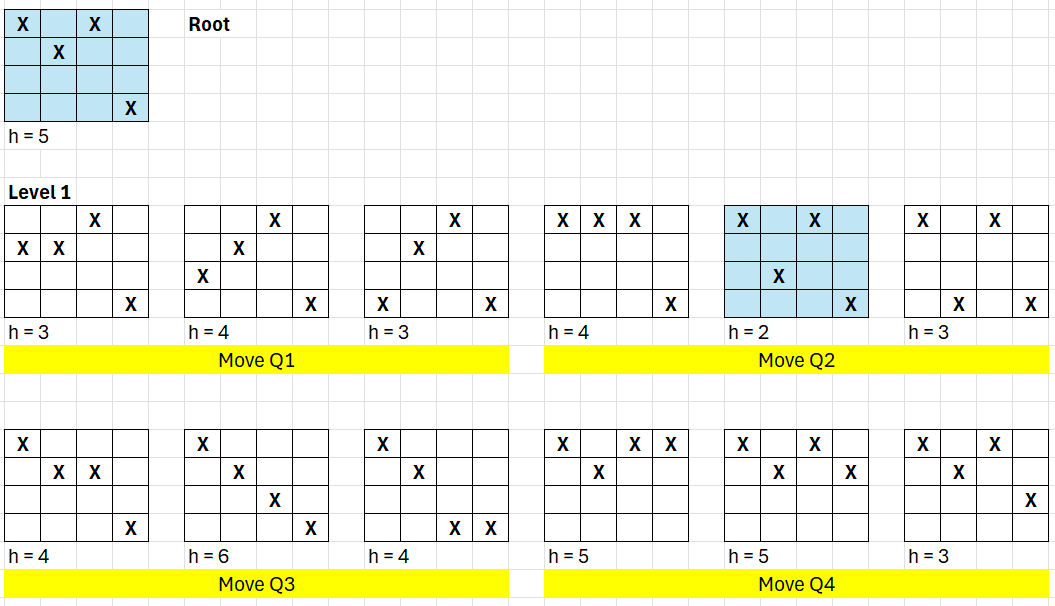 X X Root
X
X
h = 5
Level 1
X X X X X X X X
X X X X
X X
X X X X X X X X
h = 3 h = 4 h = 3 h = 4 h = 2 h = 3
Move Q1 Move Q2
X X X X X X X X X X
X X X X X X X X
X X
X X X X
h = 4 h = 6 h = 4 h = 5 h = 5 h = 3
Move Q3 Move Q4